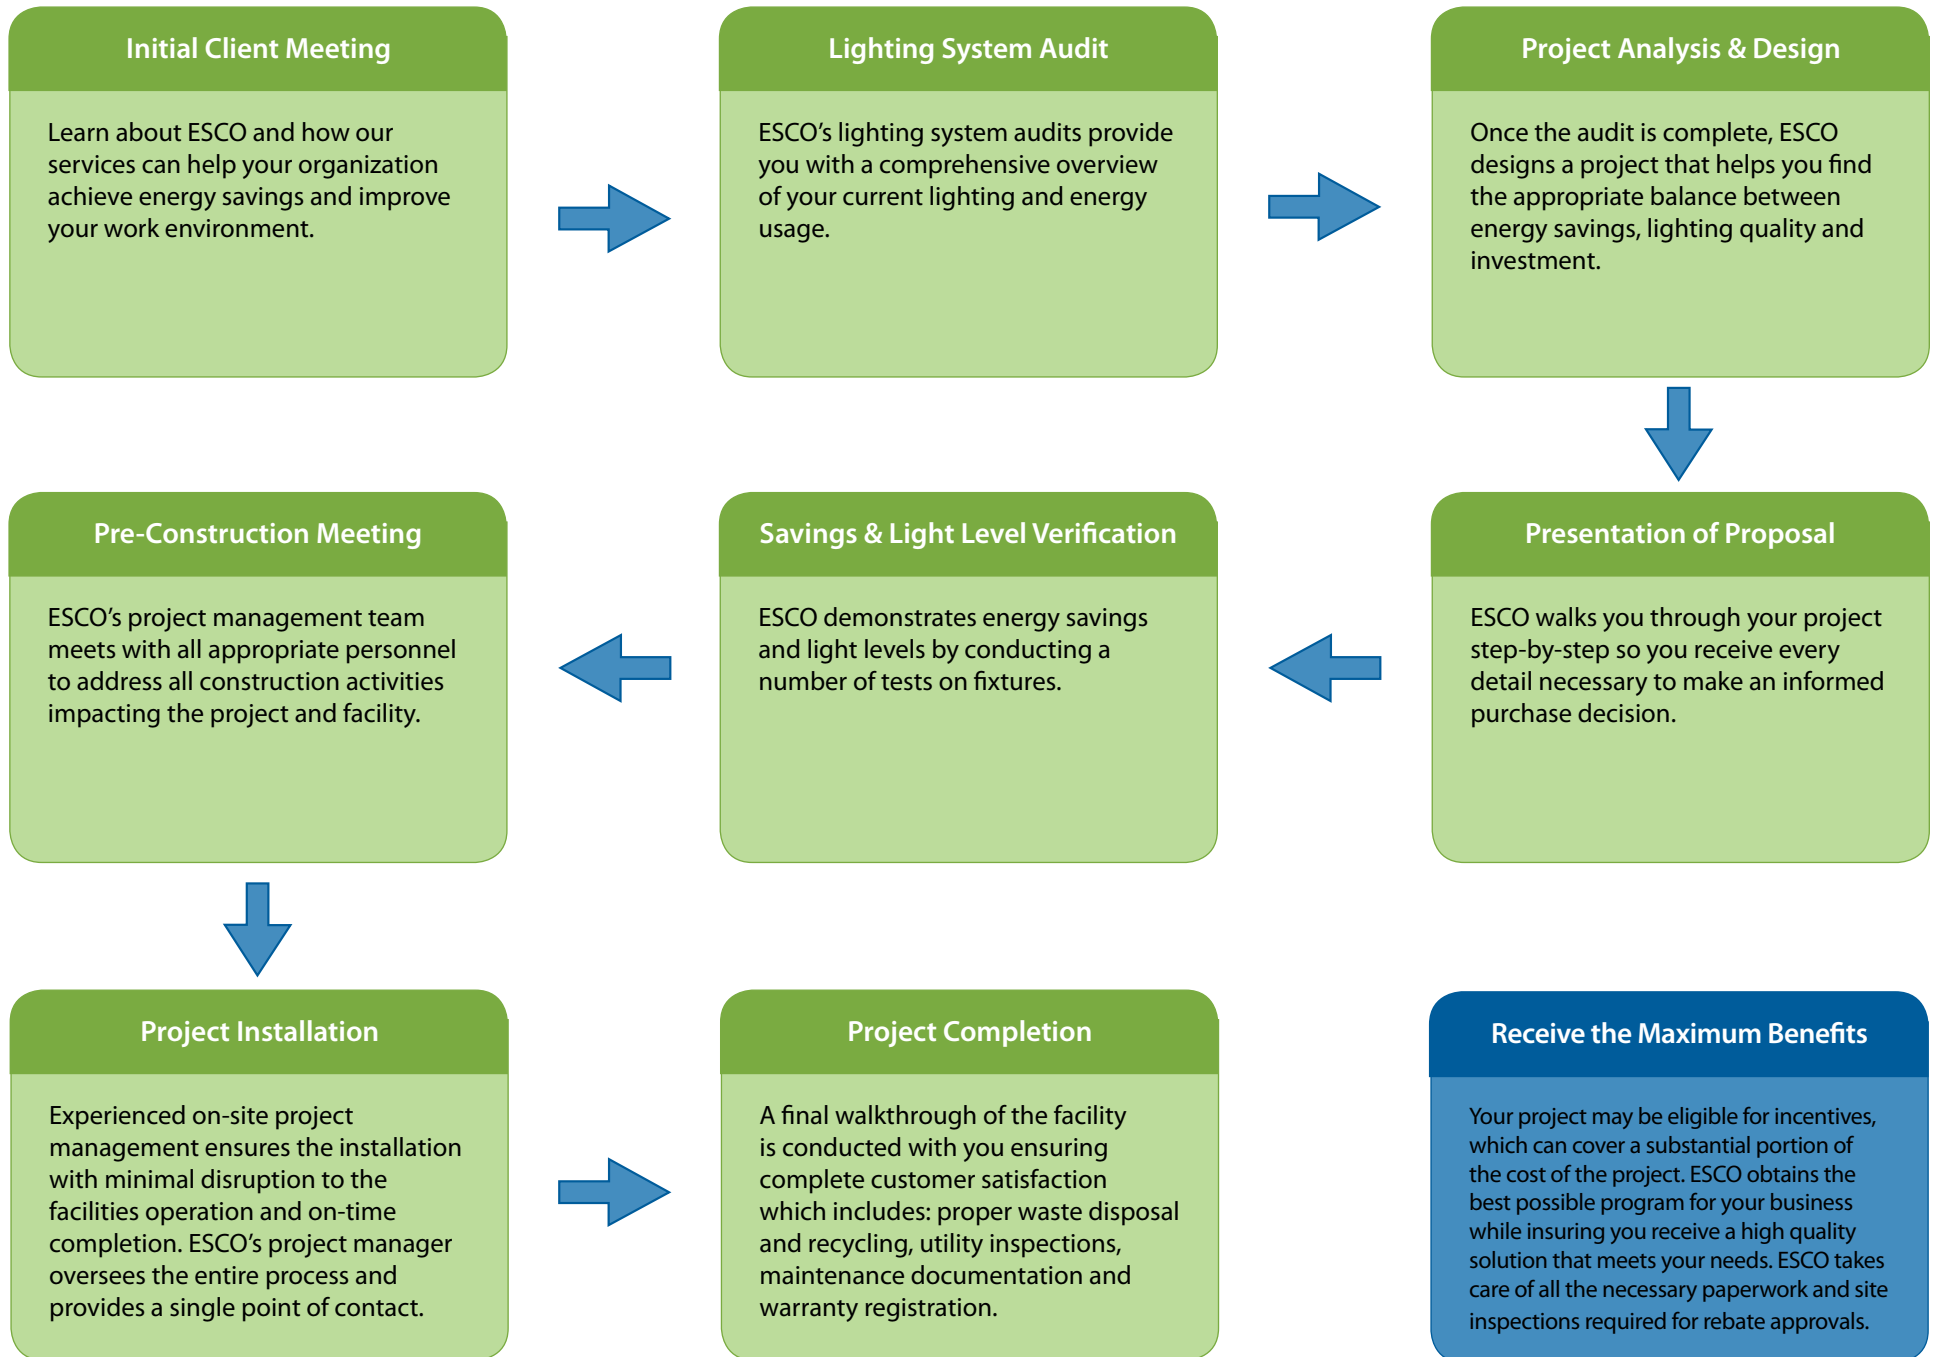 Initial Client Meeting
Learn about ESCO and how our
services can help your organization
achieve energy savings and improve
your work environment.
Lighting System Audit
ESCO’s lighting system audits provide
you with a comprehensive overview
of your current lighting and energy
usage.
Project Analysis & Design
Once the audit is complete, ESCO
designs a project that helps you find
the appropriate balance between
energy savings, lighting quality and
investment.
Presentation of Proposal
ESCO walks you through your project
step-by-step so you receive every
detail necessary to make an informed
purchase decision.
Savings & Light Level Verification
ESCO demonstrates energy savings
and light levels by conducting a
number of tests on fixtures.
Pre-Construction Meeting
ESCO’s project management team
meets with all appropriate personnel
to address all construction activities
impacting the project and facility.
Project Installation
Experienced on-site project
management ensures the installation
with minimal disruption to the
facilities operation and on-time
completion. ESCO’s project manager
oversees the entire process and
provides a single point of contact.
Project Completion
A final walkthrough of the facility
is conducted with you ensuring
complete customer satisfaction
which includes: proper waste disposal
and recycling, utility inspections,
maintenance documentation and
warranty registration.
Receive the Maximum Benefits
Your project may be eligible for incentives,
which can cover a substantial portion of
the cost of the project. ESCO obtains the
best possible program for your business
while insuring you receive a high quality
solution that meets your needs. ESCO takes
care of all the necessary paperwork and site
inspections required for rebate approvals.